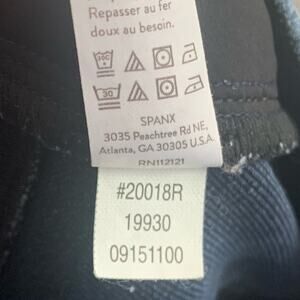 Repasser au fer
doux au besoin.
30
SPANX
3035 Peachtree Rd NE,
Atlanta, GA 30305 U.S.A.
RN112121
#20018R
19930
09151100